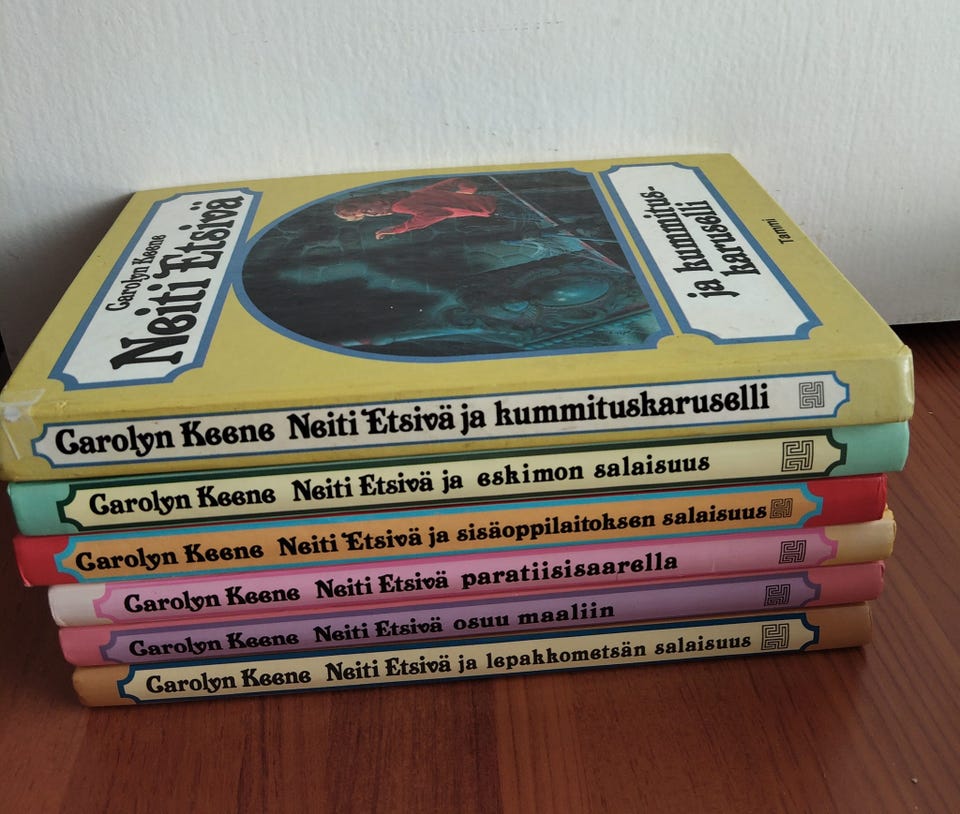 Carolyn Keene
Neiti Etsivä
ja kummitus-
karuselli
Tammi
Carolyn Keene Neiti Etsivä ja kummituskaruselli
Carolyn Keene Neiti Etsivä ja eskimon salaisuus
Carolyn Keene Neiti Etsivä ja sisäoppilaitoksen salaisuus
Carolyn Keene Neiti Etsivä paratiisisaarella
Carolyn Keene Neiti Etsivä osuu maaliin
Carolyn Keene Neiti Etsivä ja lepakkometsän salaisuus